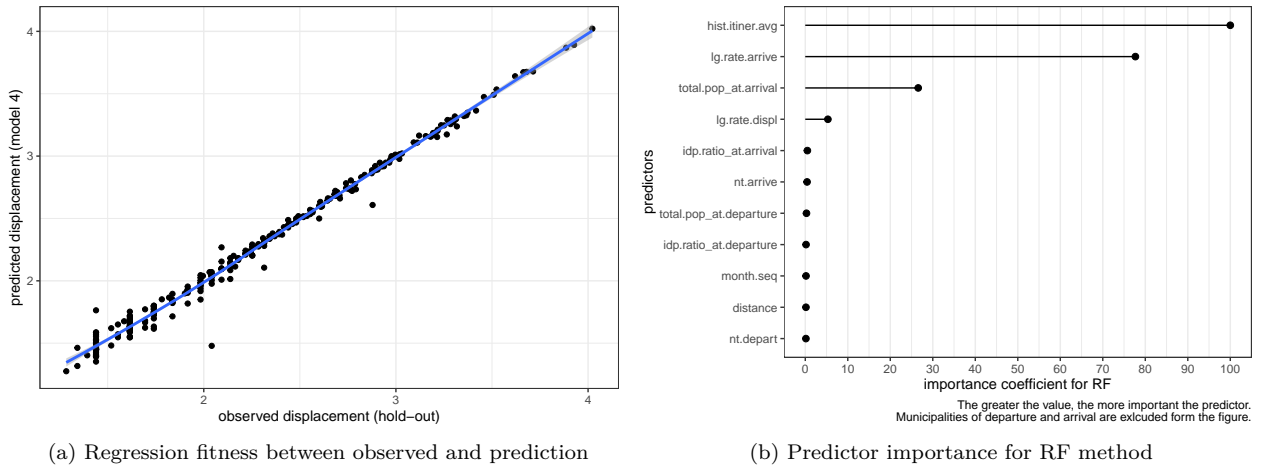 4
3
2
predicted displacement (model 4)
2
3
4
observed displacement (hold−out)
(a) Regression fitness between observed and prediction
predictors
hist.itiner.avg
lg.rate.arrive
total.pop_at.arrival
lg.rate.displ
idp.ratio_at.arrival
nt.arrive
total.pop_at.departure
idp.ratio_at.departure
month.seq
distance
nt.depart
0 10 20 30 40 50 60 70 80 90 100
importance coefficient for RF
The greater the value, the more important the predictor.
Municipalities of departure and arrival are exlcuded form the figure.
(b) Predictor importance for RF method